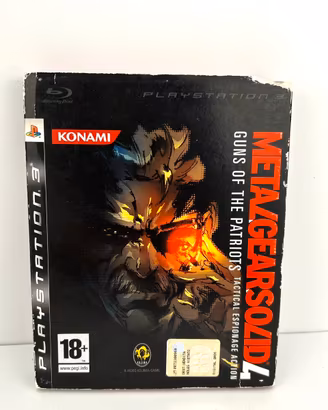 PLAYSTATION 3
PLAYSTATION 3
KONAMI
METAL GEAR SOLID 4
GUNS OF THE PATRIOTS
TACTICAL ESPIONAGE ACTION
18+
www.pegi.info